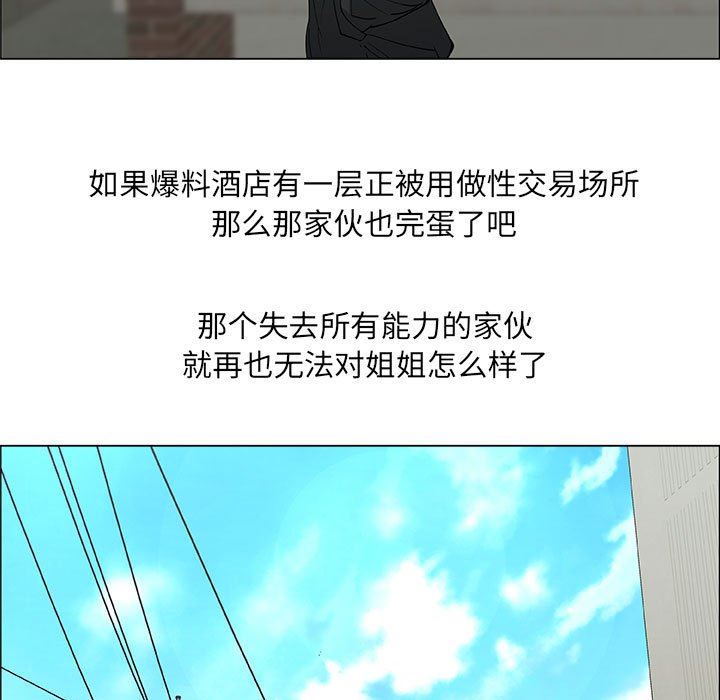 如果爆料酒店有一层正被用做性交易场所
那么那家伙也完蛋了吧
那个失去所有能力的家伙
就再也无法对姐姐怎么样了